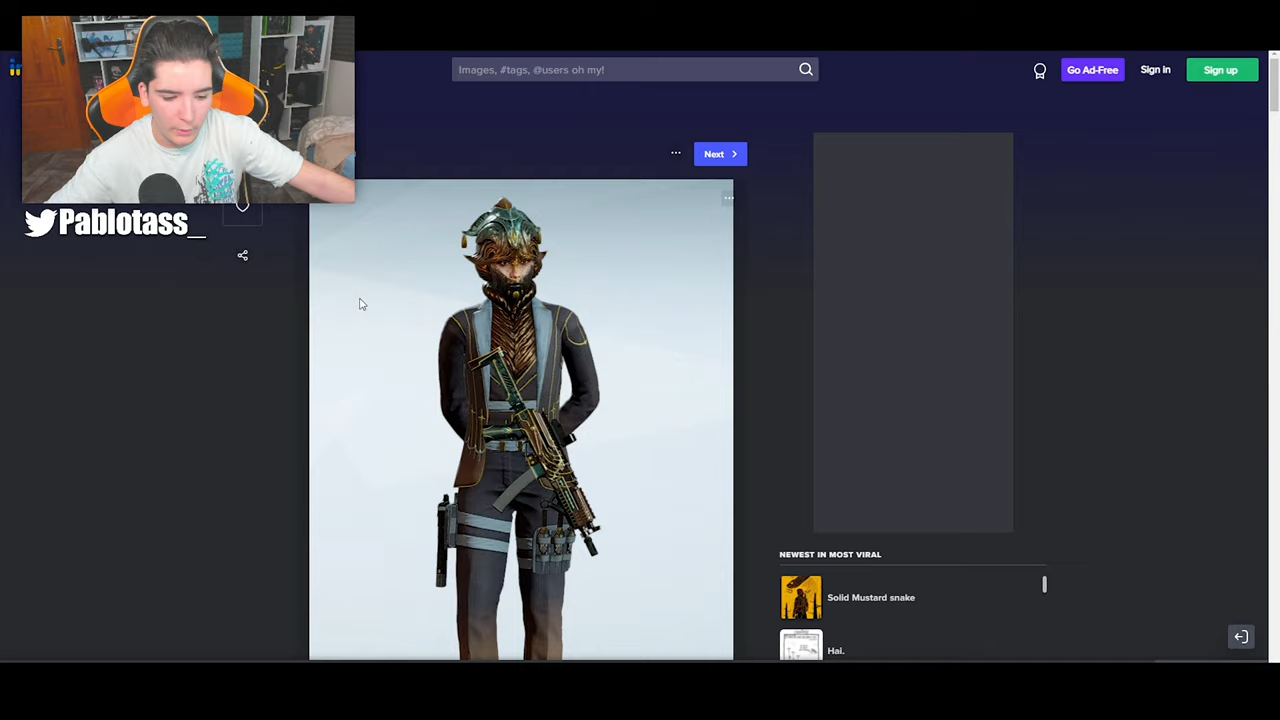 Images, #tags, @users oh my!
Go Ad-Free
Sign in
Sign up
Next
Pablotass_
NEWEST IN MOST VIRAL
Solid Mustard snake
Hai.